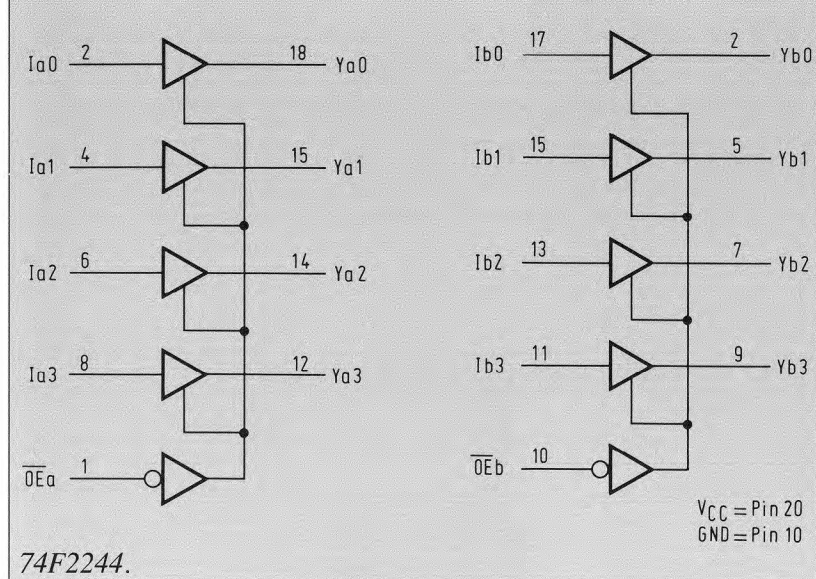 Ia0 2 18 Ya0
Ia1 4 15 Ya1
Ia2 6 14 Ya2
Ia3 8 12 Ya3
O̅E̅a 1
Ib0 17 2 Yb0
Ib1 15 5 Yb1
Ib2 13 7 Yb2
Ib3 11 9 Yb3
O̅E̅b 10
VCC = Pin 20
GND = Pin 10
74F2244.